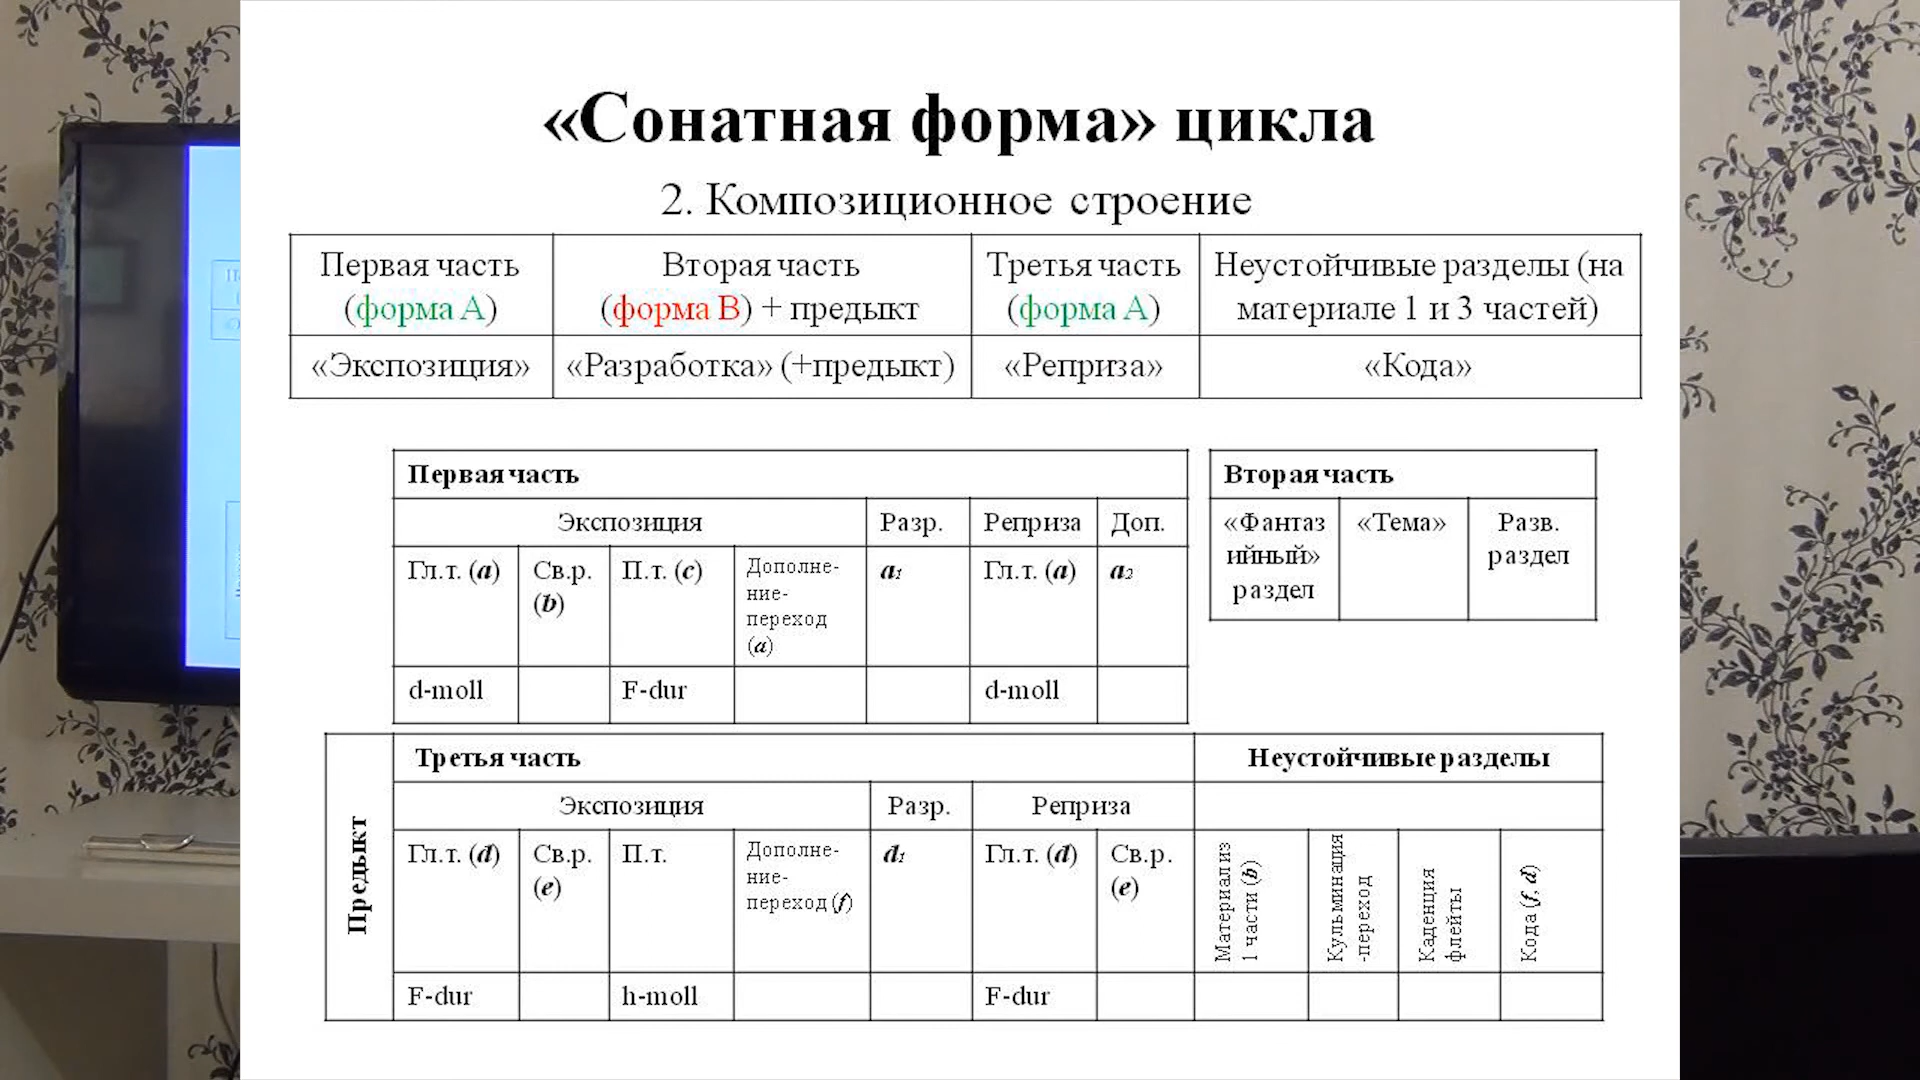 «Сонатная форма» цикла
2. Композиционное строение
Первая часть
(форма А)
Вторая часть
(форма В) + предыкт
Третья часть
(форма А)
Неустойчивые разделы (на
материале 1 и 3 частей)
«Экспозиция»
«Разработка» (+предыкт)
«Реприза»
«Кода»
Первая часть
Экспозиция
Разр.
Реприза
Доп.
Гл.т. (a)
Св.р.
(b)
П.т. (c)
Дополне-
ние-
переход
(a)
a1
Гл.т. (a)
a2
d-moll
F-dur
d-moll
Вторая часть
«Фантаз
ийный»
раздел
«Тема»
Разв.
раздел
Предыкт
Третья часть
Неустойчивые разделы
Экспозиция
Разр.
Реприза
Гл.т. (d)
Св.р.
(e)
П.т.
Дополне-
ние-
переход (f)
d1
Гл.т. (d)
Св.р.
(e)
Материал из
1 части (b)
Кульминация
-переход
Каденция
флейты
Кода (f, d)
F-dur
h-moll
F-dur